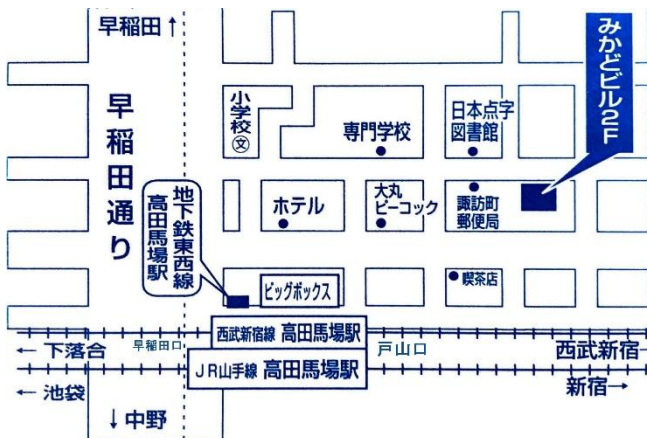 早稲田↑
早稲田通り
小学校
文
専門学校
日本点字
図書館
みかどビル2F
地下鉄東西線
高田馬場駅
ホテル
大丸
ピーコック
諏訪町
郵便局
ビッグボックス
喫茶店
西武新宿線 高田馬場駅
JR山手線 高田馬場駅
早稲田口
戸山口
←下落合
西武新宿→
←池袋
新宿→
↓中野